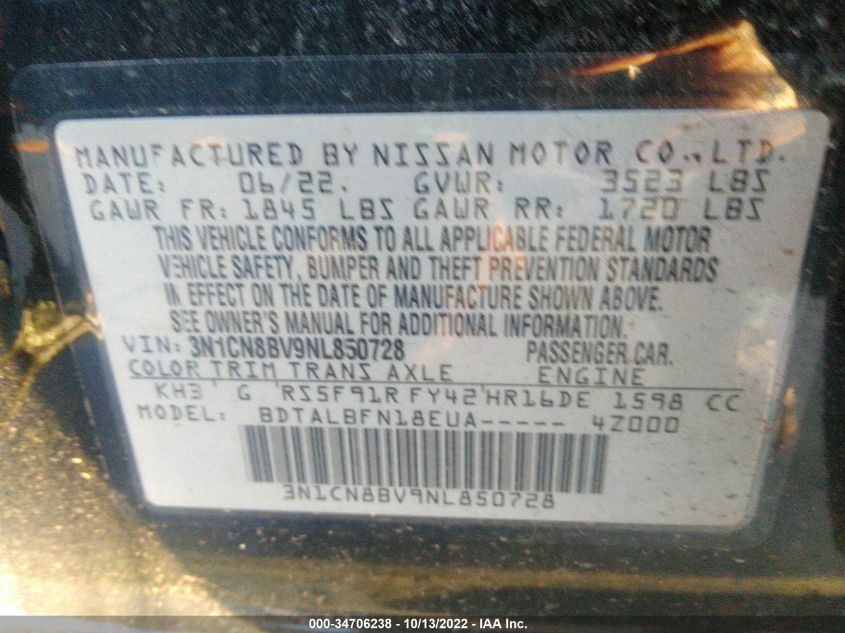 MANUFACTURED BY NISSAN MOTOR CO., LTD.
DATE: 06/22. GVWR: 3523 LBS
GAWR FR: 1845 LBS GAWR RR: 1720 LBS
THIS VEHICLE CONFORMS TO ALL APPLICABLE FEDERAL MOTOR
VEHICLE SAFETY, BUMPER AND THEFT PREVENTION STANDARDS
IN EFFECT ON THE DATE OF MANUFACTURE SHOWN ABOVE.
SEE OWNER'S MANUAL FOR ADDITIONAL INFORMATION.
VIN: 3N1CN8BV9NL850728 PASSENGER CAR.
COLOR TRIM TRANS AXLE ENGINE
KH3 G RS5F91R FY42 HR16DE 1598 CC
MODEL: BDTALBFN18EUA----- 4Z000
3N1CN8BV9NL850728
000-34706238 - 10/13/2022 - IAA Inc.